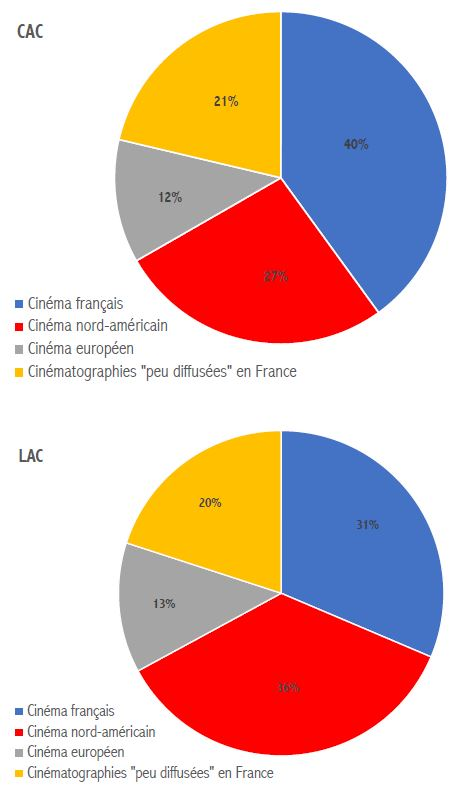 CAC
21%
40%
12%
27%
Cinéma français
Cinéma nord-américain
Cinéma européen
Cinématographies "peu diffusées" en France
LAC
20%
31%
13%
36%
Cinéma français
Cinéma nord-américain
Cinéma européen
Cinématographies "peu diffusées" en France